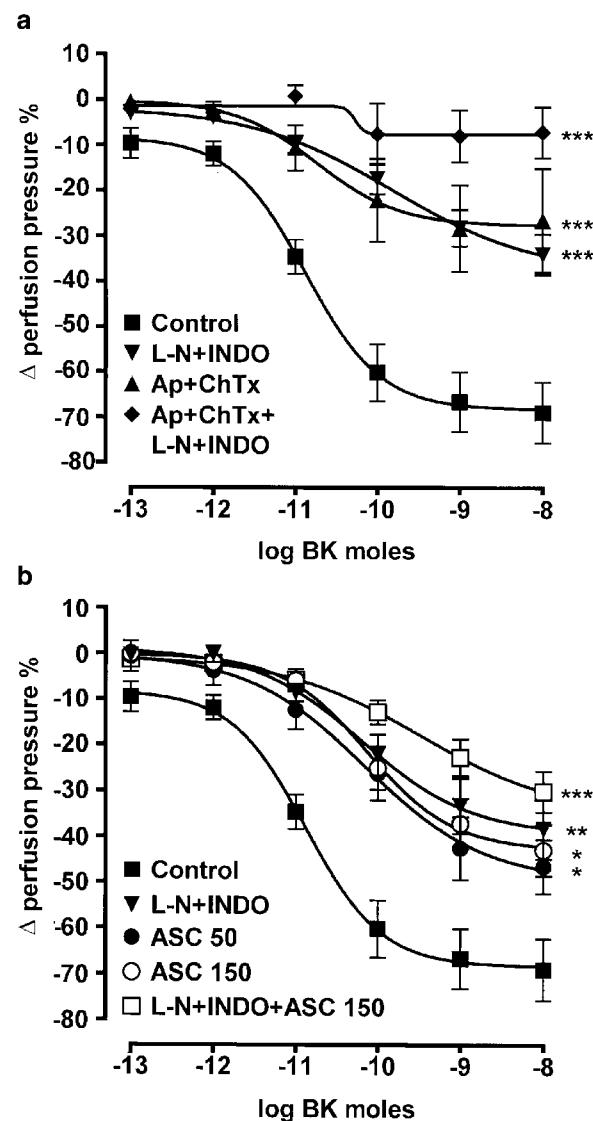 a
10
0
-10
-20
-30
-40
-50
-60
-70
-80
Δ perfusion pressure %
Control
L-N+INDO
Ap+ChTx
Ap+ChTx+
L-N+INDO
***
***
***
-13 -12 -11 -10 -9 -8
log BK moles
b
10
0
-10
-20
-30
-40
-50
-60
-70
-80
Δ perfusion pressure %
Control
L-N+INDO
ASC 50
ASC 150
L-N+INDO+ASC 150
***
**
*
*
-13 -12 -11 -10 -9 -8
log BK moles